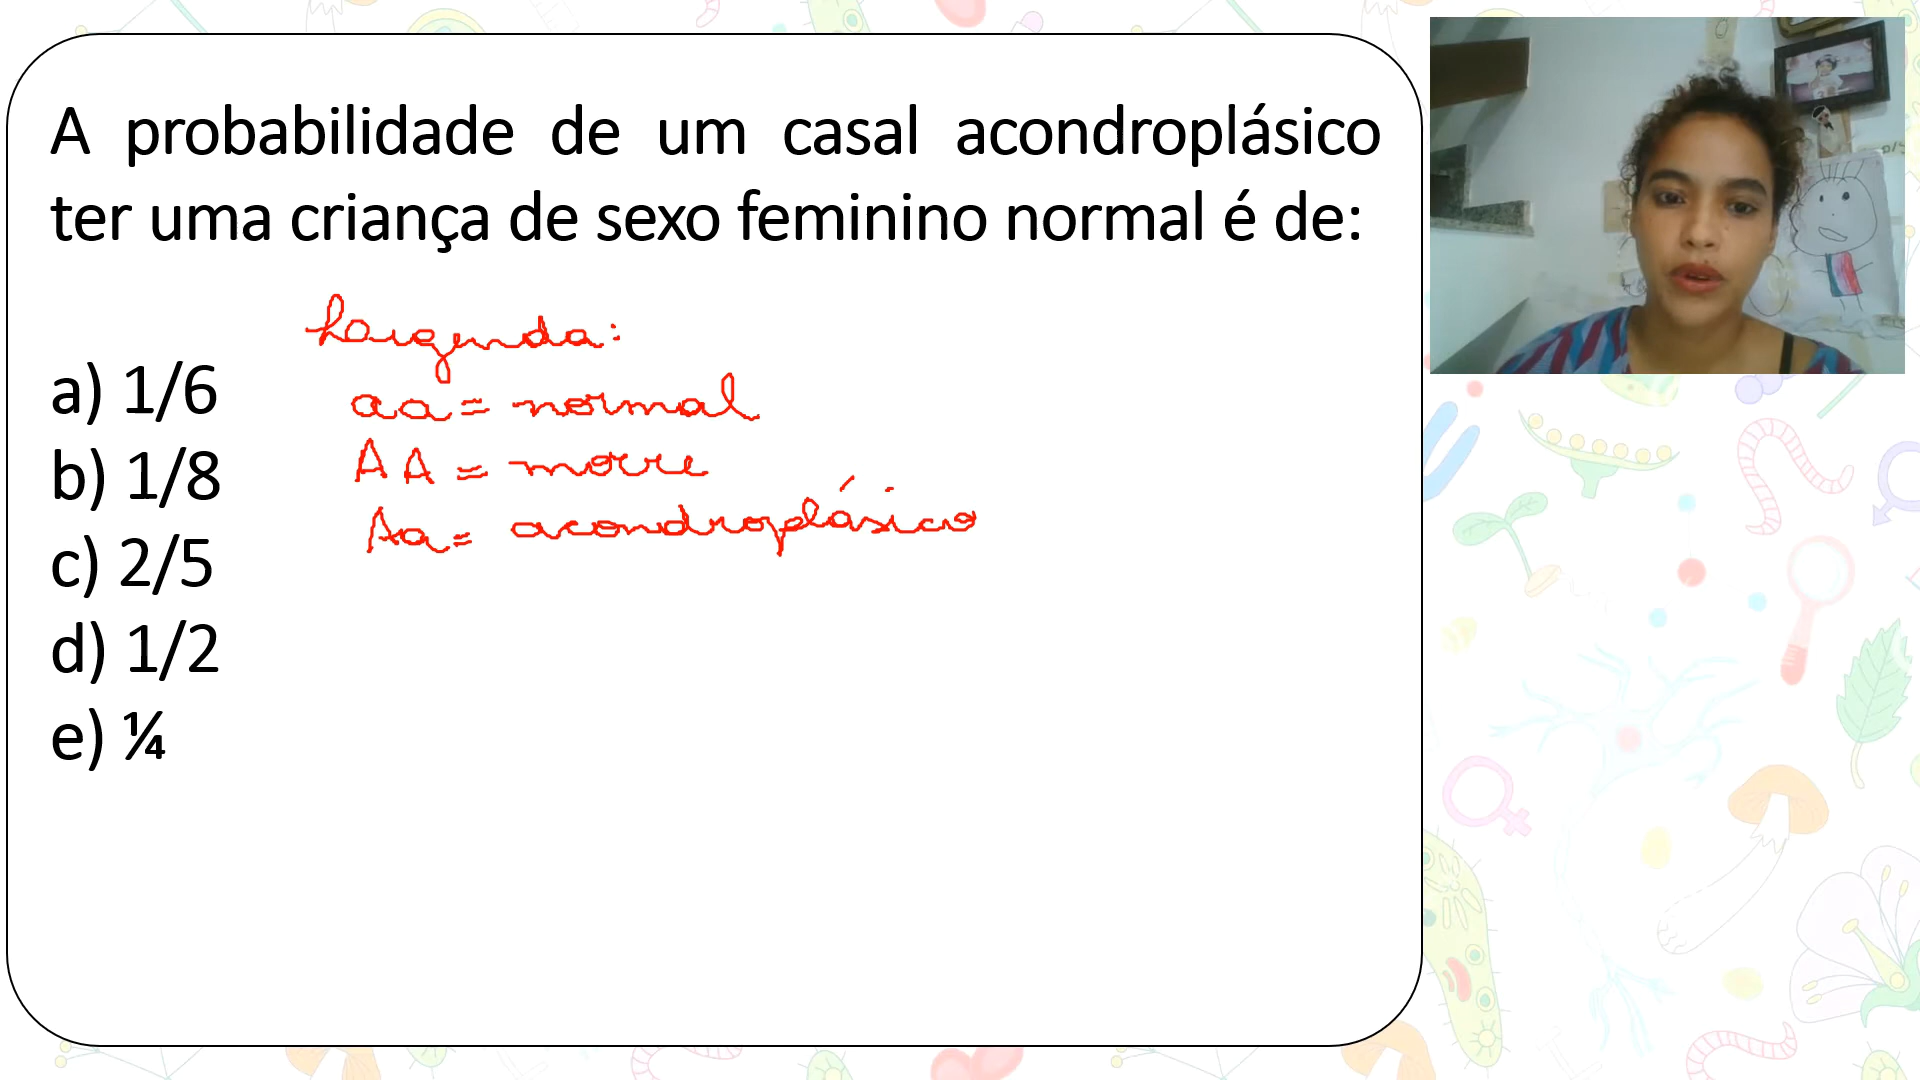 A probabilidade de um casal acondroplásico
ter uma criança de sexo feminino normal é de:
Leigenda:
a) 1/6
aa = normal
b) 1/8
AA = morre
Aa = acondroplásico
c) 2/5
d) 1/2
e) ¼